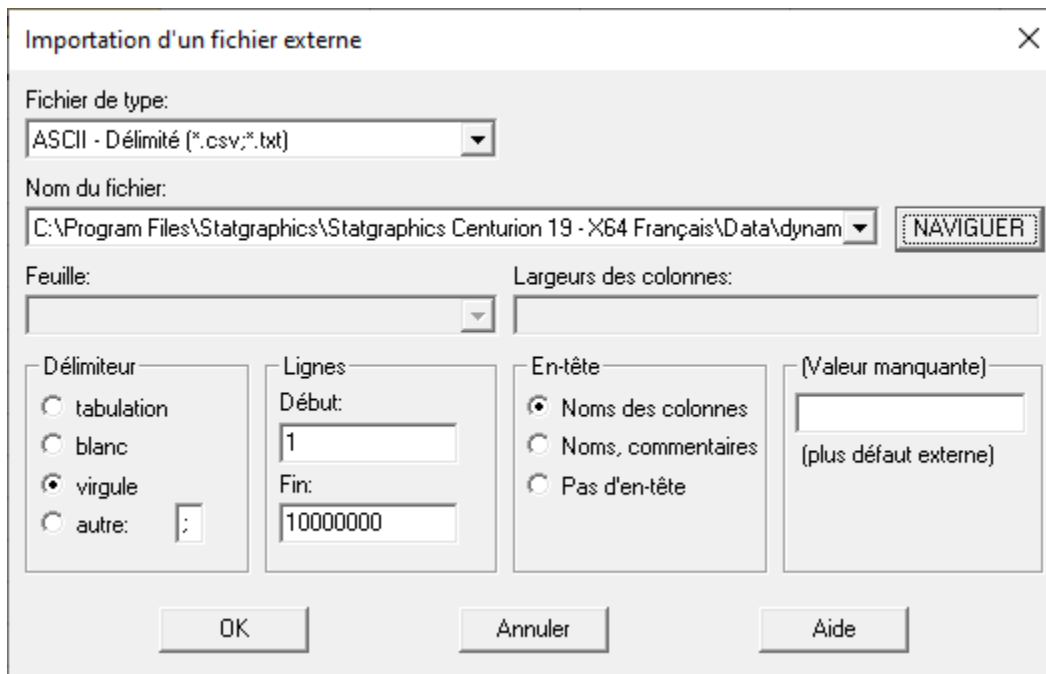 Importation d'un fichier externe
Fichier de type:
ASCII - Délimité (*.csv;*.txt)
Nom du fichier:
C:\Program Files\Statgraphics\Statgraphics Centurion 19 - X64 Français\Data\dynam NAVIGUER
Feuille: Largeurs des colonnes:
Délimiteur
tabulation
blanc
virgule
autre: ;
Lignes
Début:
1
Fin:
10000000
En-tête
Noms des colonnes
Noms, commentaires
Pas d'en-tête
(Valeur manquante)
(plus défaut externe)
OK Annuler Aide